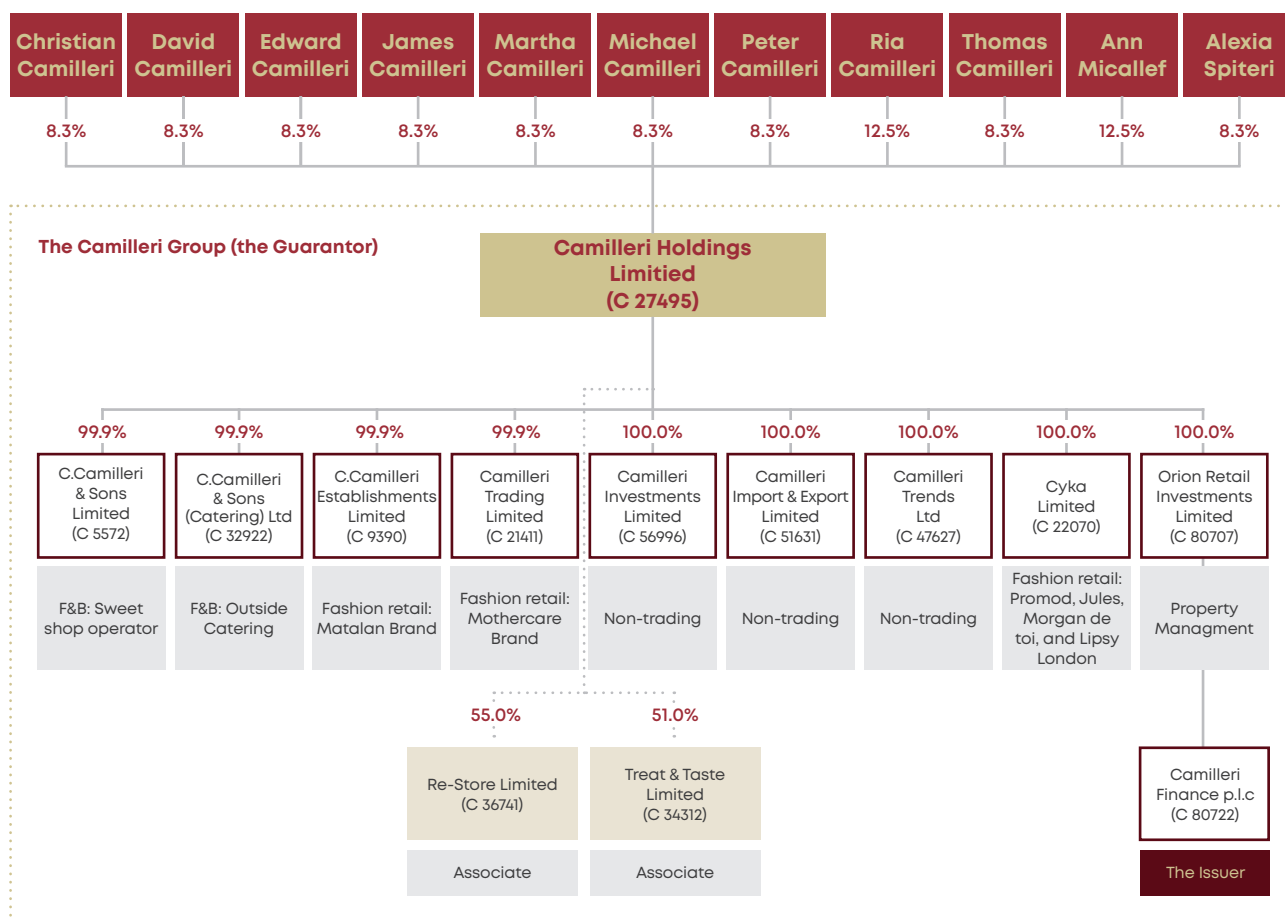 Christian
Camilleri
David
Camilleri
Edward
Camilleri
James
Camilleri
Martha
Camilleri
Michael
Camilleri
Peter
Camilleri
Ria
Camilleri
Thomas
Camilleri
Ann
Micallef
Alexia
Spiteri
8.3%
8.3%
8.3%
8.3%
8.3%
8.3%
8.3%
12.5%
8.3%
12.5%
8.3%
The Camilleri Group (the Guarantor)
Camilleri Holdings
Limitied
(C 27495)
99.9%
99.9%
99.9%
99.9%
100.0%
100.0%
100.0%
100.0%
100.0%
C.Camilleri
& Sons
Limited
(C 5572)
C.Camilleri
& Sons
(Catering) Ltd
(C 32922)
C.Camilleri
Establishments
Limited
(C 9390)
Camilleri
Trading
Limited
(C 21411)
Camilleri
Investments
Limited
(C 56996)
Camilleri
Import & Export
Limited
(C 51631)
Camilleri
Trends
Ltd
(C 47627)
Cyka
Limited
(C 22070)
Orion Retail
Investments
Limited
(C 80707)
F&B: Sweet
shop operator
F&B: Outside
Catering
Fashion retail:
Matalan Brand
Fashion retail:
Mothercare
Brand
Non-trading
Non-trading
Non-trading
Fashion retail:
Promod, Jules,
Morgan de
toi, and Lipsy
London
Property
Managment
55.0%
51.0%
Re-Store Limited
(C 36741)
Treat & Taste
Limited
(C 34312)
Camilleri
Finance p.l.c
(C 80722)
Associate
Associate
The Issuer